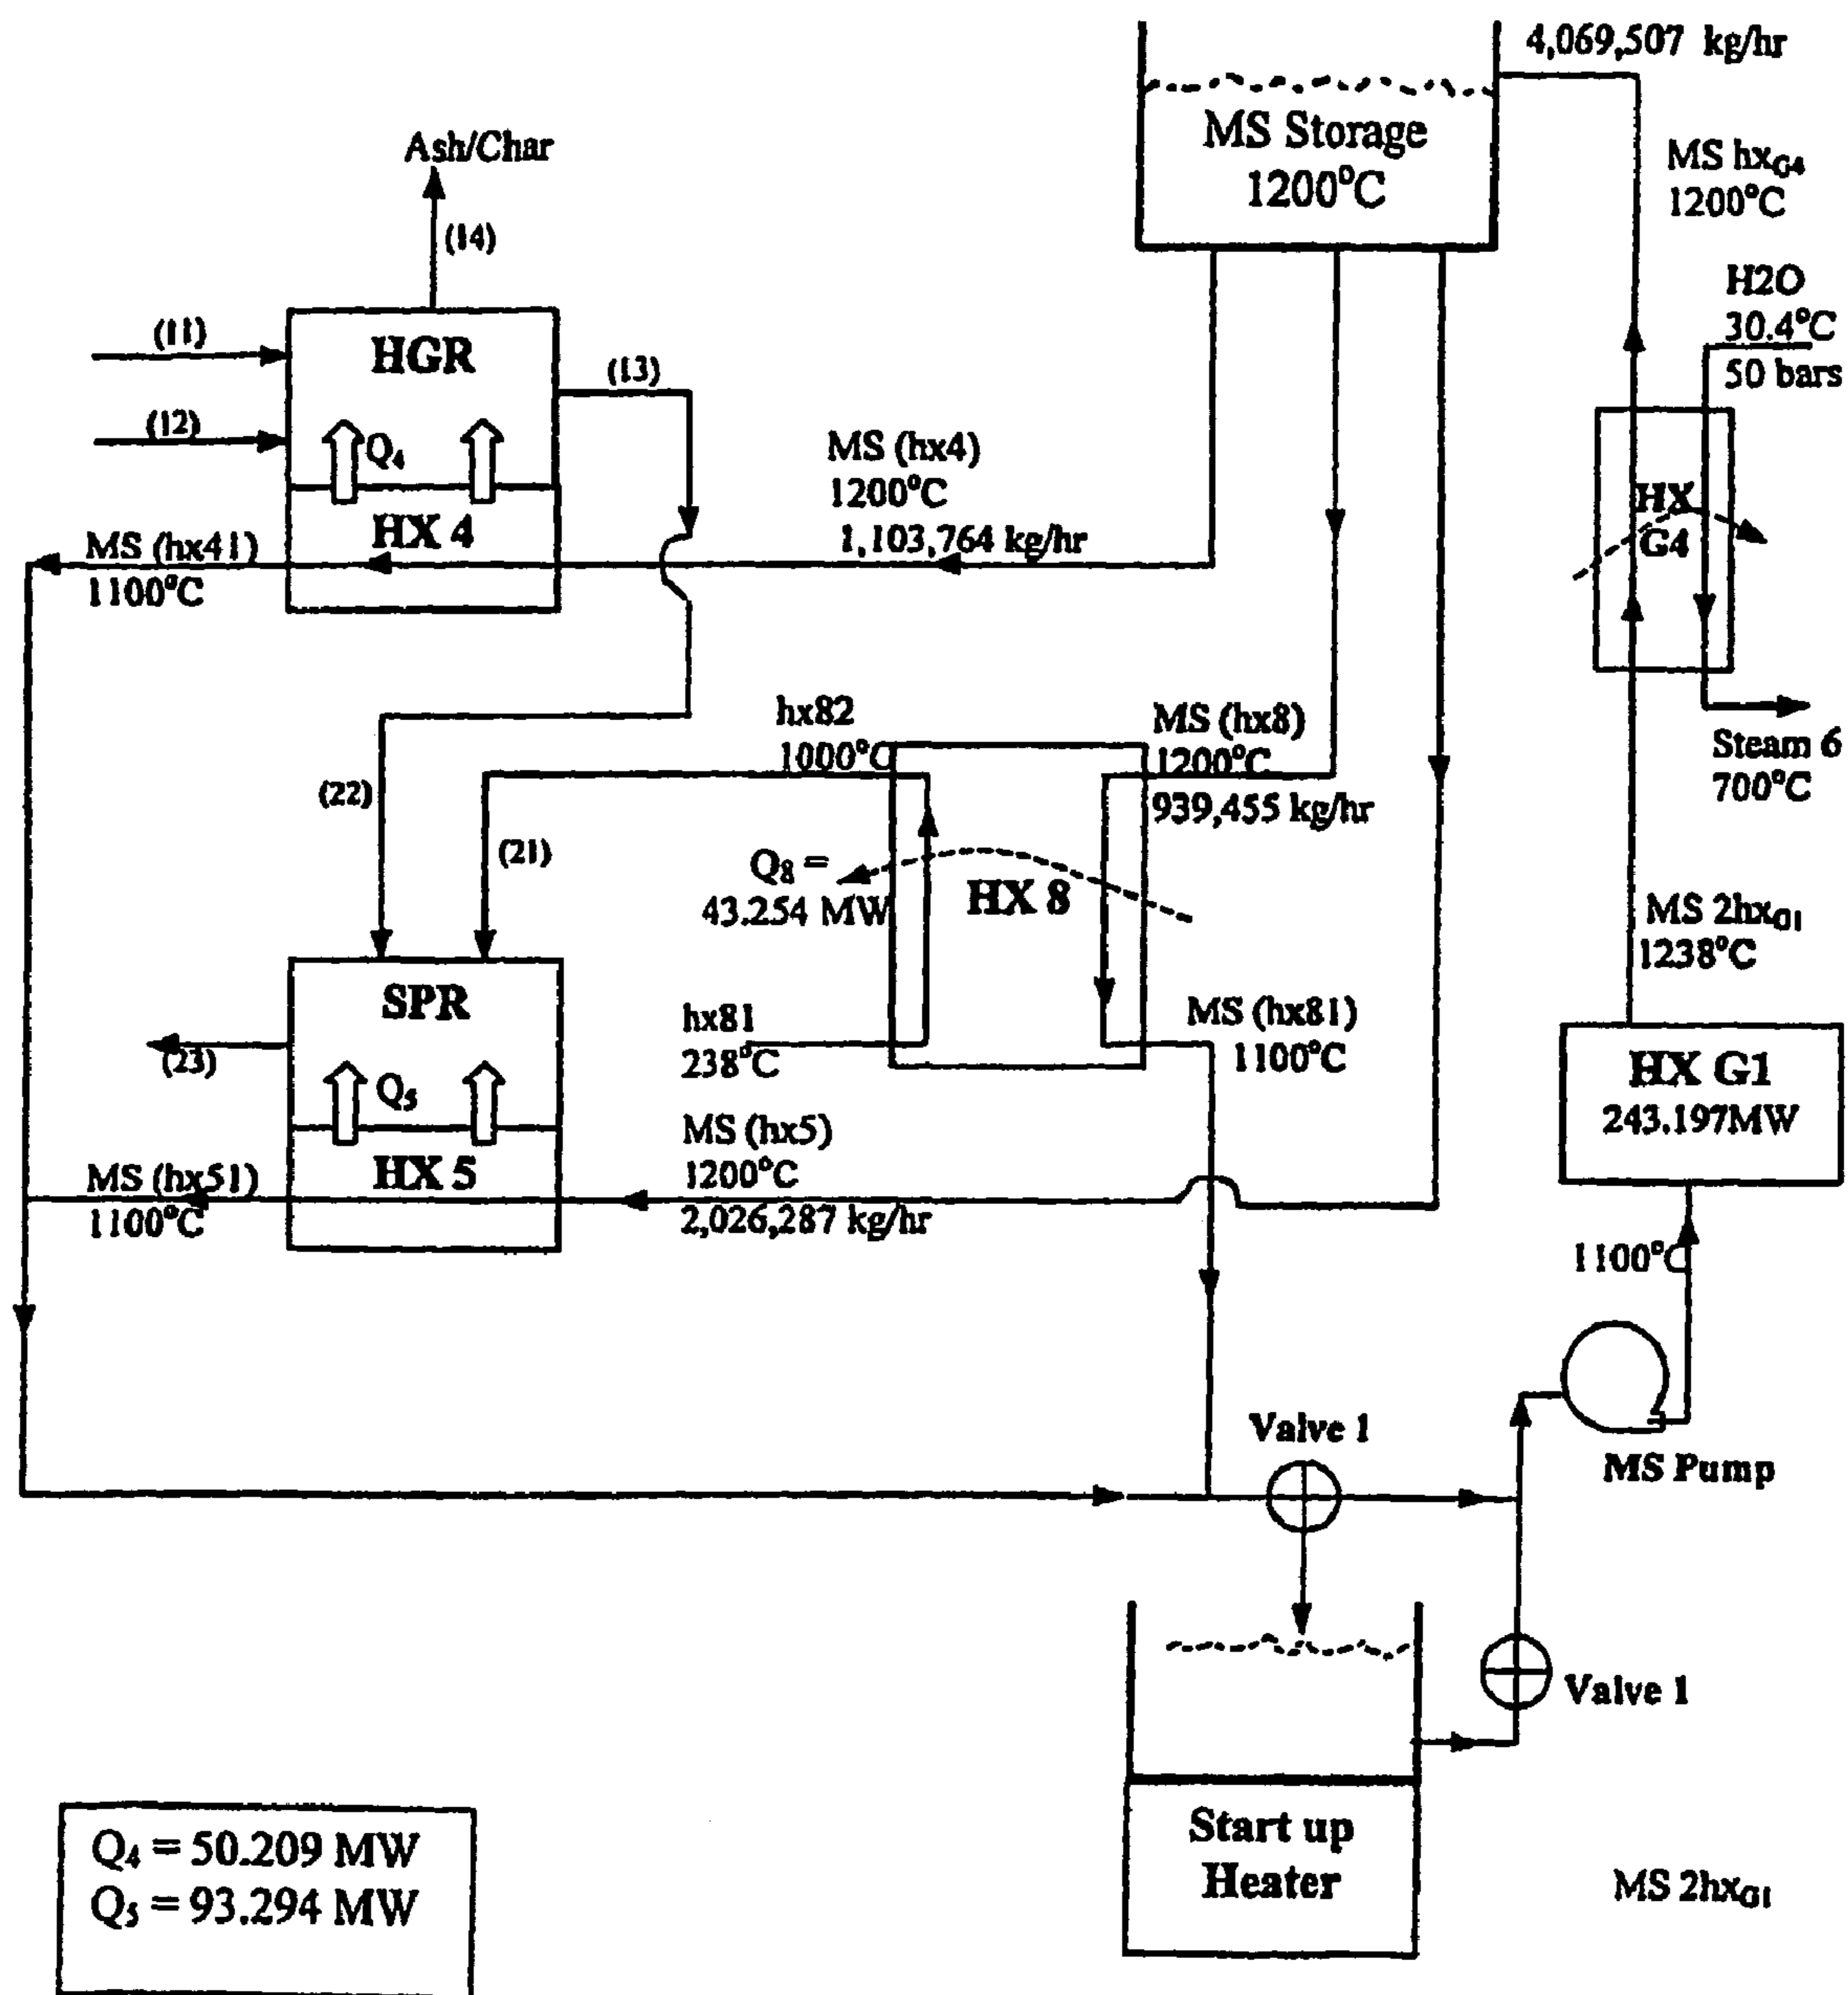 4,069,507 kg/hr
MS Storage
1200°C
MS hxG4
1200°C
Ash/Char
(14)
H2O
30.4°C
50 bars
(11)
HGR
(13)
(12)
Q4
MS (hx4)
1200°C
1,103,764 kg/hr
HX
G4
HX 4
MS (hx41)
1100°C
hx82
1000°C
MS (hx8)
1200°C
939,455 kg/hr
Steam 6
700°C
(22)
(21)
Q8 =
43.254 MW
HX 8
MS 2hxG1
1238°C
SPR
hx81
238°C
MS (hx81)
1100°C
(23)
HX G1
243.197MW
Q5
MS (hx5)
1200°C
2,026,287 kg/hr
HX 5
MS (hx51)
1100°C
1100°C
Valve 1
MS Pump
Valve 1
Start up
Heater
MS 2hxG1
Q4 = 50.209 MW
Q5 = 93.294 MW